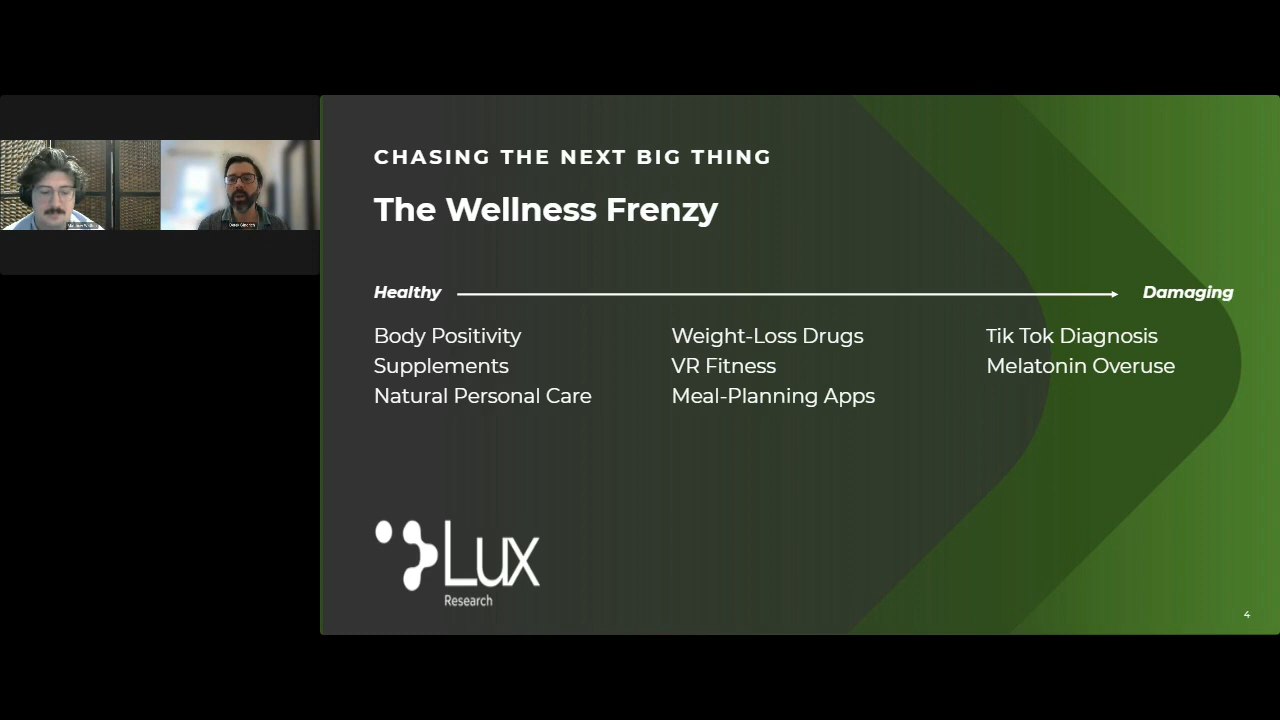 CHASING THE NEXT BIG THING
The Wellness Frenzy
Healthy
Damaging
Body Positivity
Supplements
Natural Personal Care
Weight-Loss Drugs
VR Fitness
Meal-Planning Apps
Tik Tok Diagnosis
Melatonin Overuse
Lux
Research
4